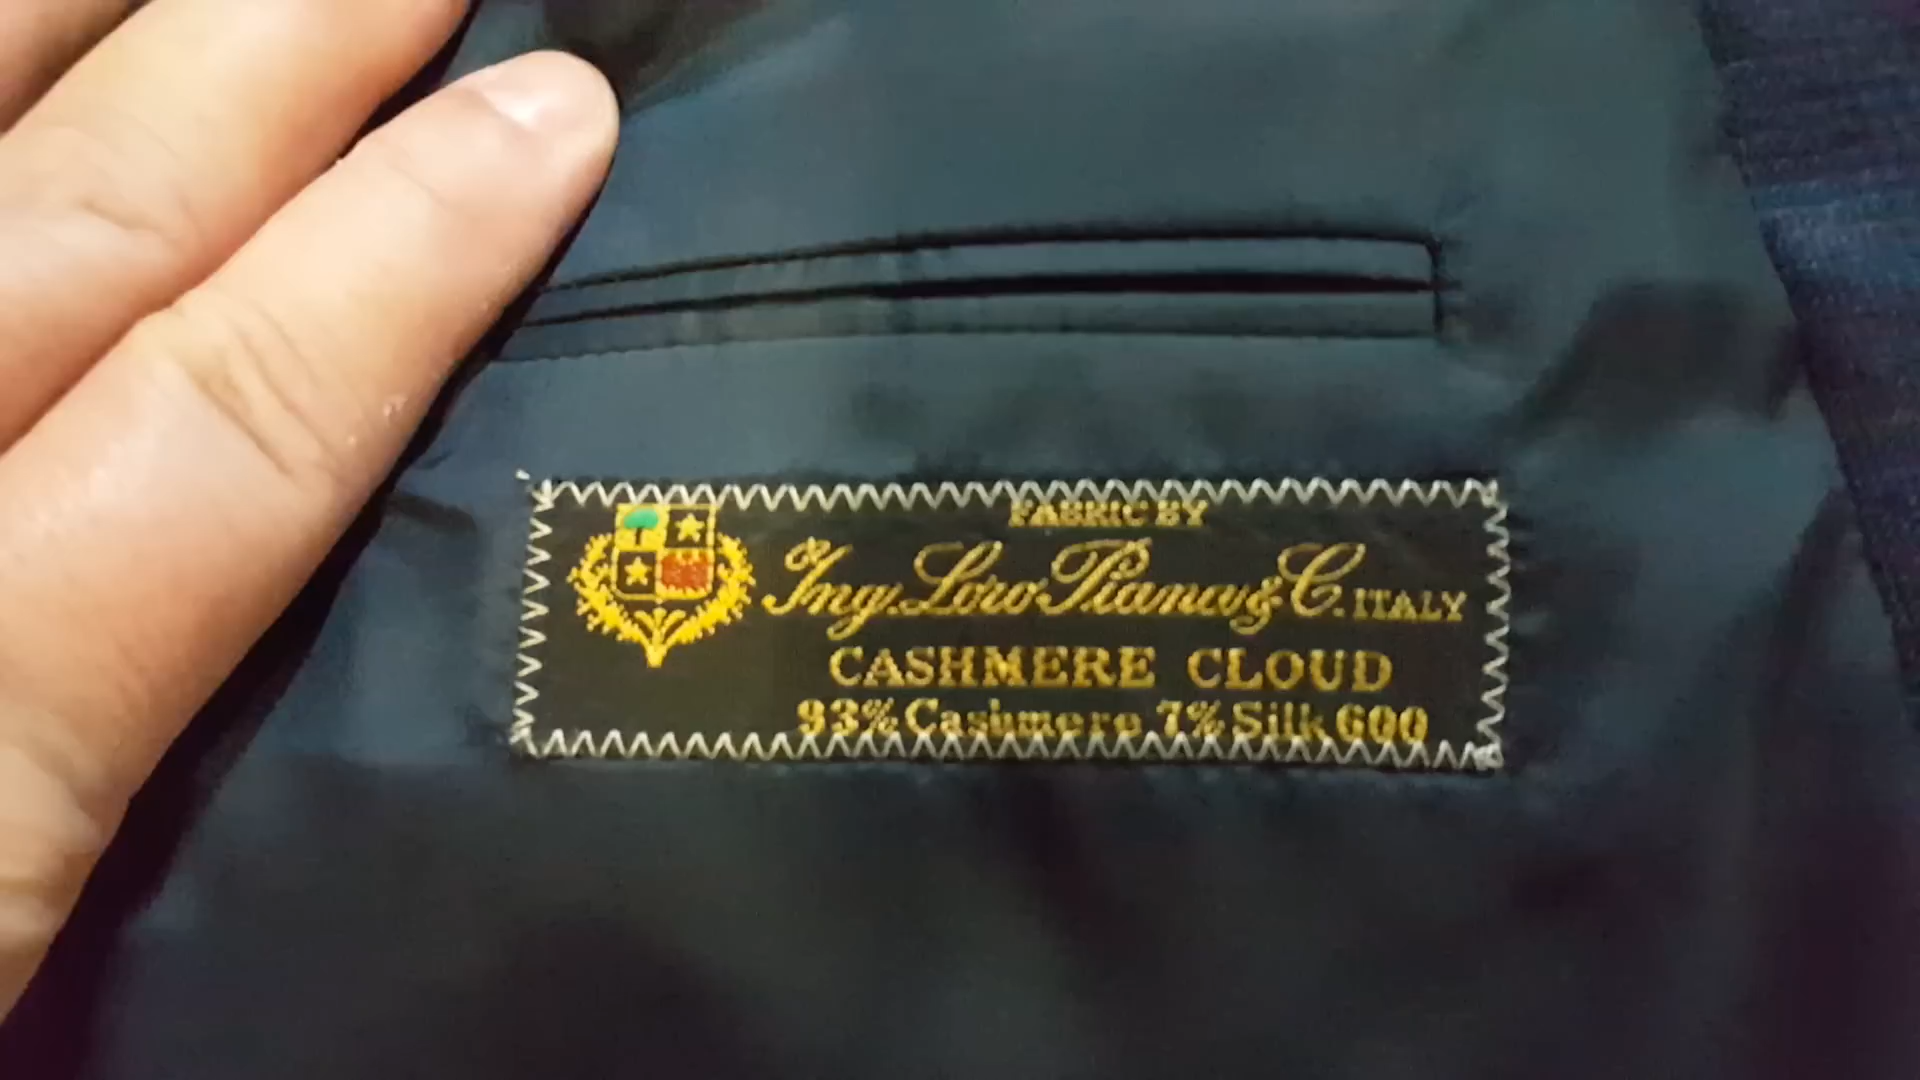 FABRIC BY
Ing. Loro Piana & C. ITALY
CASHMERE CLOUD
93% Cashmere 7% Silk 600